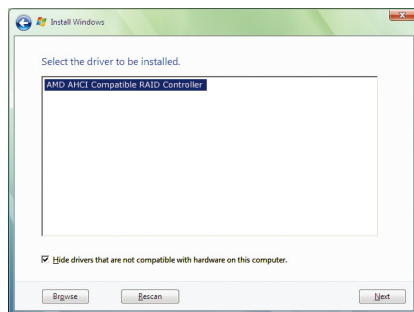 Install Windows
Select the driver to be installed.
AMD AHCI Compatible RAID Controller
Hide drivers that are not compatible with hardware on this computer.
Browse Rescan Next